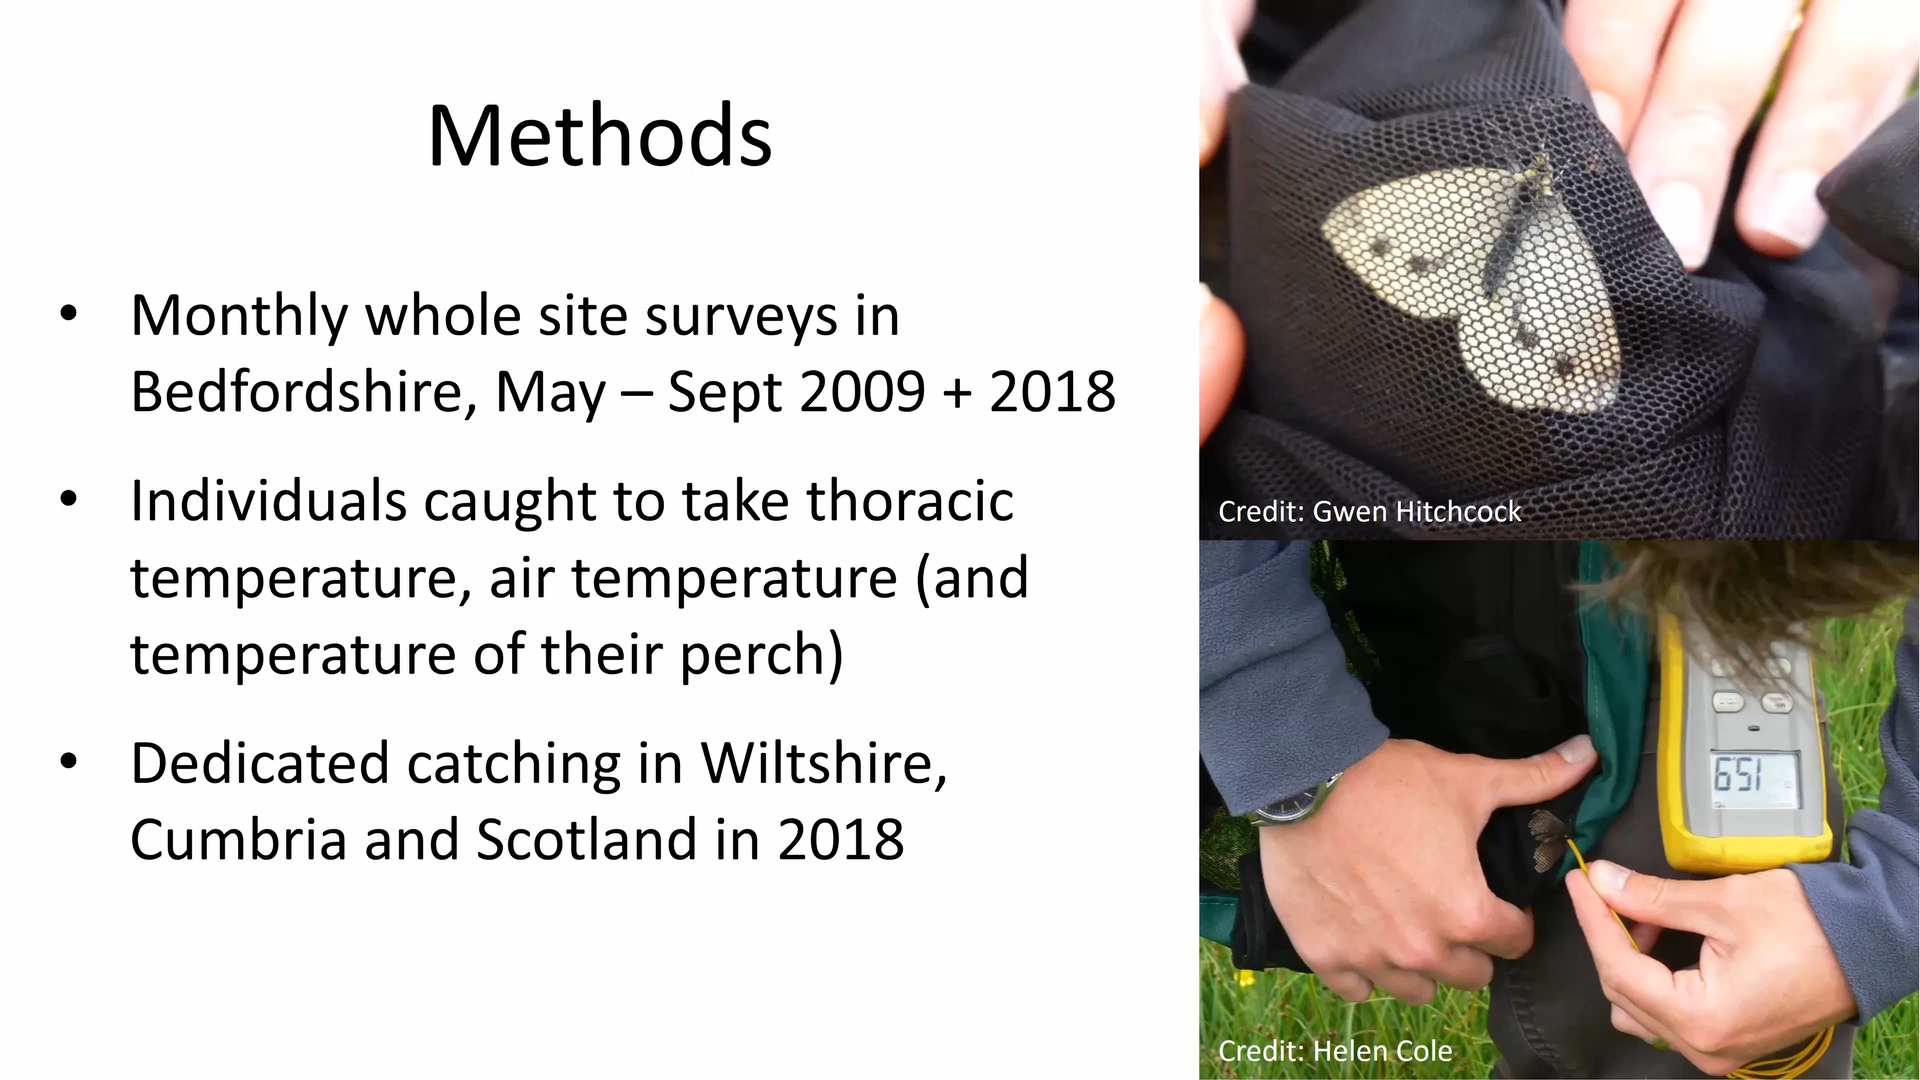 Methods
• Monthly whole site surveys in
Bedfordshire, May – Sept 2009 + 2018
• Individuals caught to take thoracic
temperature, air temperature (and
temperature of their perch)
• Dedicated catching in Wiltshire,
Cumbria and Scotland in 2018
Credit: Gwen Hitchcock
Credit: Helen Cole